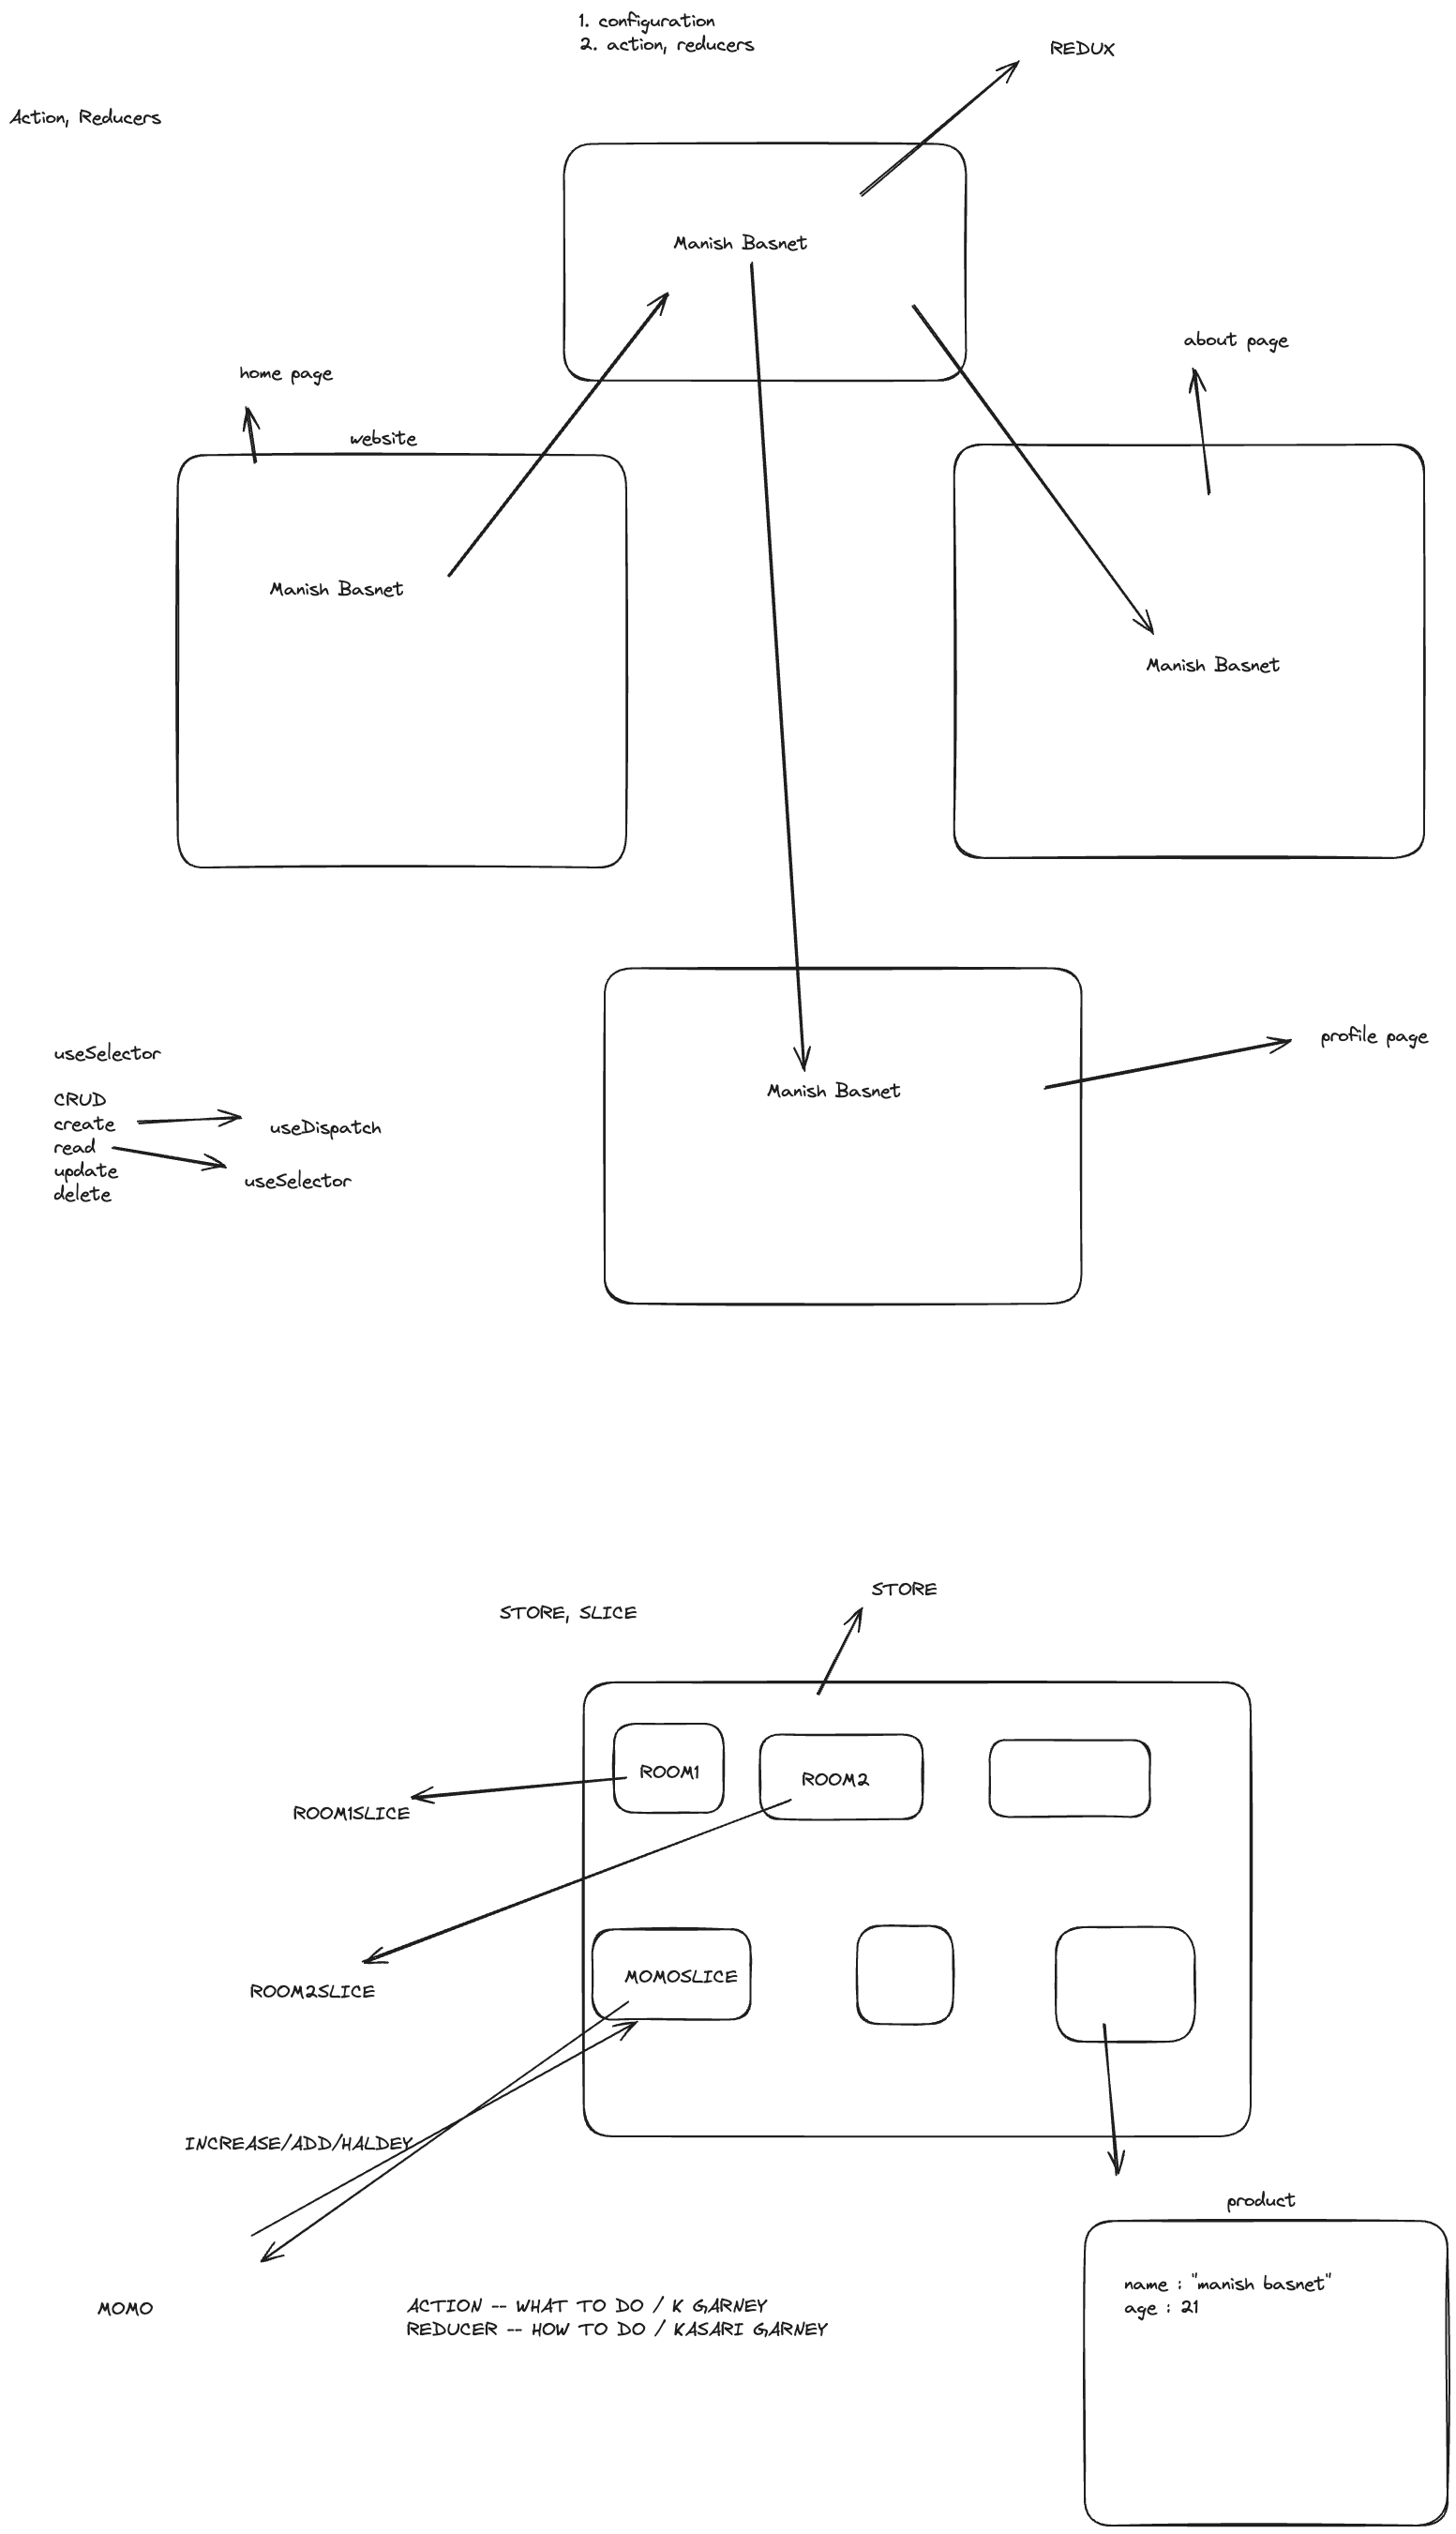 1. configuration
2. action, reducers
REDUX
Action, Reducers
Manish Basnet
about page
home page
website
Manish Basnet
Manish Basnet
profile page
useSelector
Manish Basnet
CRUD
create
useDispatch
read
update
useSelector
delete
STORE
STORE, SLICE
ROOM1
ROOM2
ROOM1SLICE
MOMOSLICE
ROOM2SLICE
INCREASE/ADD/HALDEY
product
name : "manish basnet"
age : 21
MOMO
ACTION -- WHAT TO DO / K GARNEY
REDUCER -- HOW TO DO / KASARI GARNEY